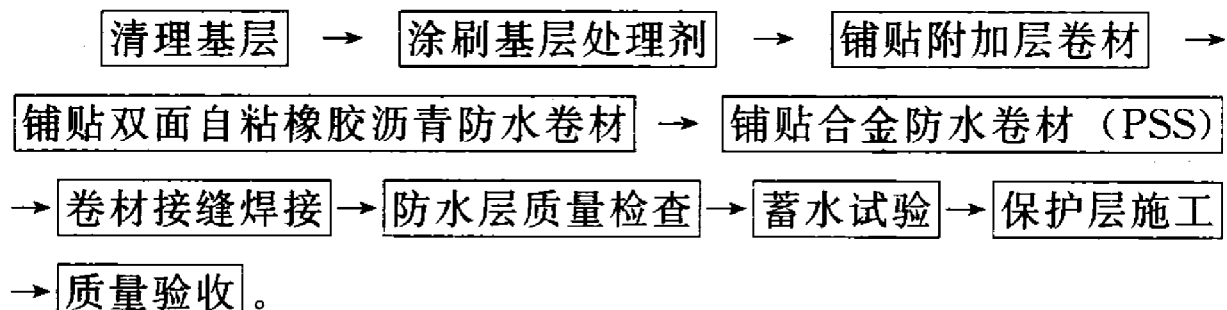 清理基层 → 涂刷基层处理剂 → 铺贴附加层卷材 →
铺贴双面自粘橡胶沥青防水卷材 → 铺贴合金防水卷材（PSS）
→ 卷材接缝焊接 → 防水层质量检查 → 蓄水试验 → 保护层施工
→ 质量验收。